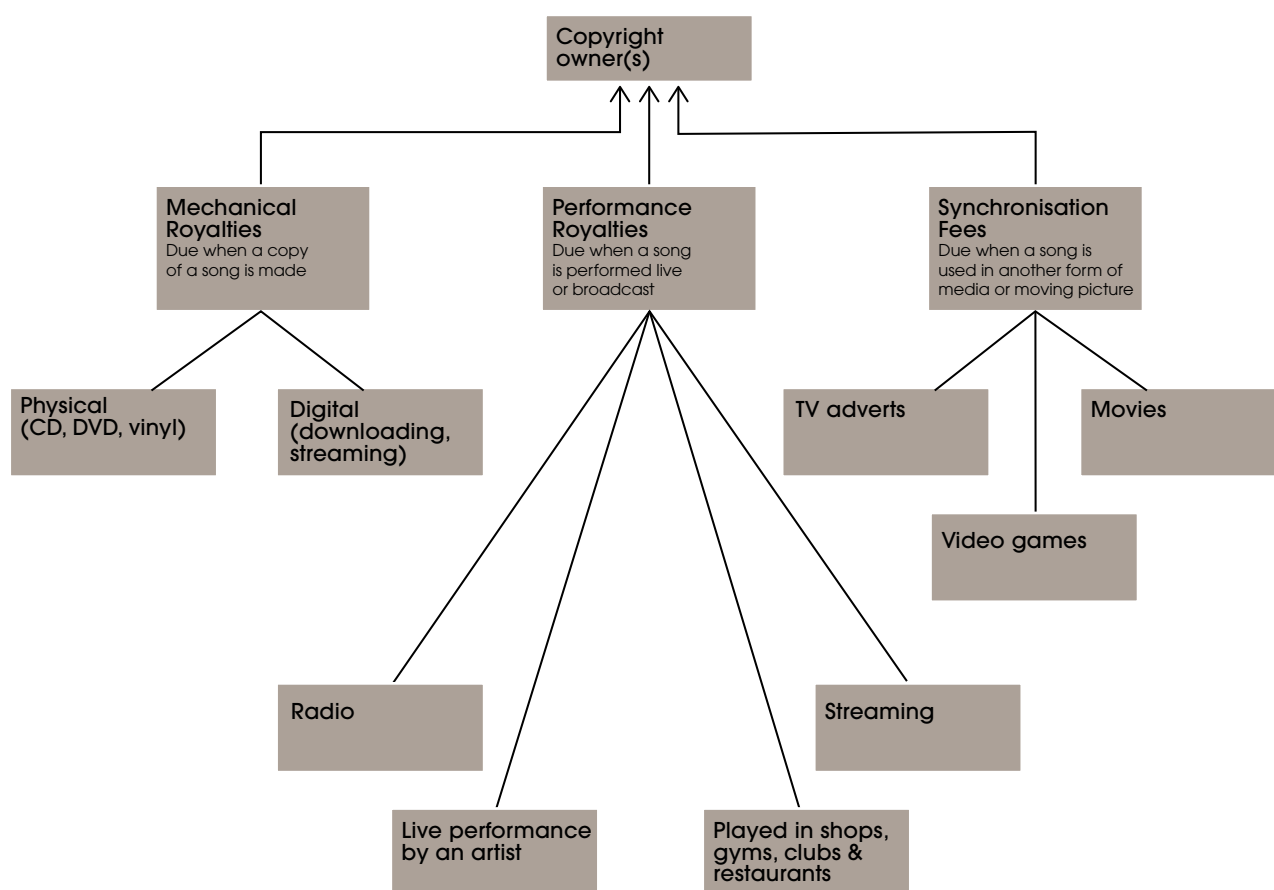 Copyright
owner(s)
Mechanical
Royalties
Due when a copy
of a song is made
Performance
Royalties
Due when a song
is performed live
or broadcast
Synchronisation
Fees
Due when a song is
used in another form of
media or moving picture
Physical
(CD, DVD, vinyl)
Digital
(downloading,
streaming)
TV adverts
Movies
Video games
Radio
Streaming
Live performance
by an artist
Played in shops,
gyms, clubs &
restaurants